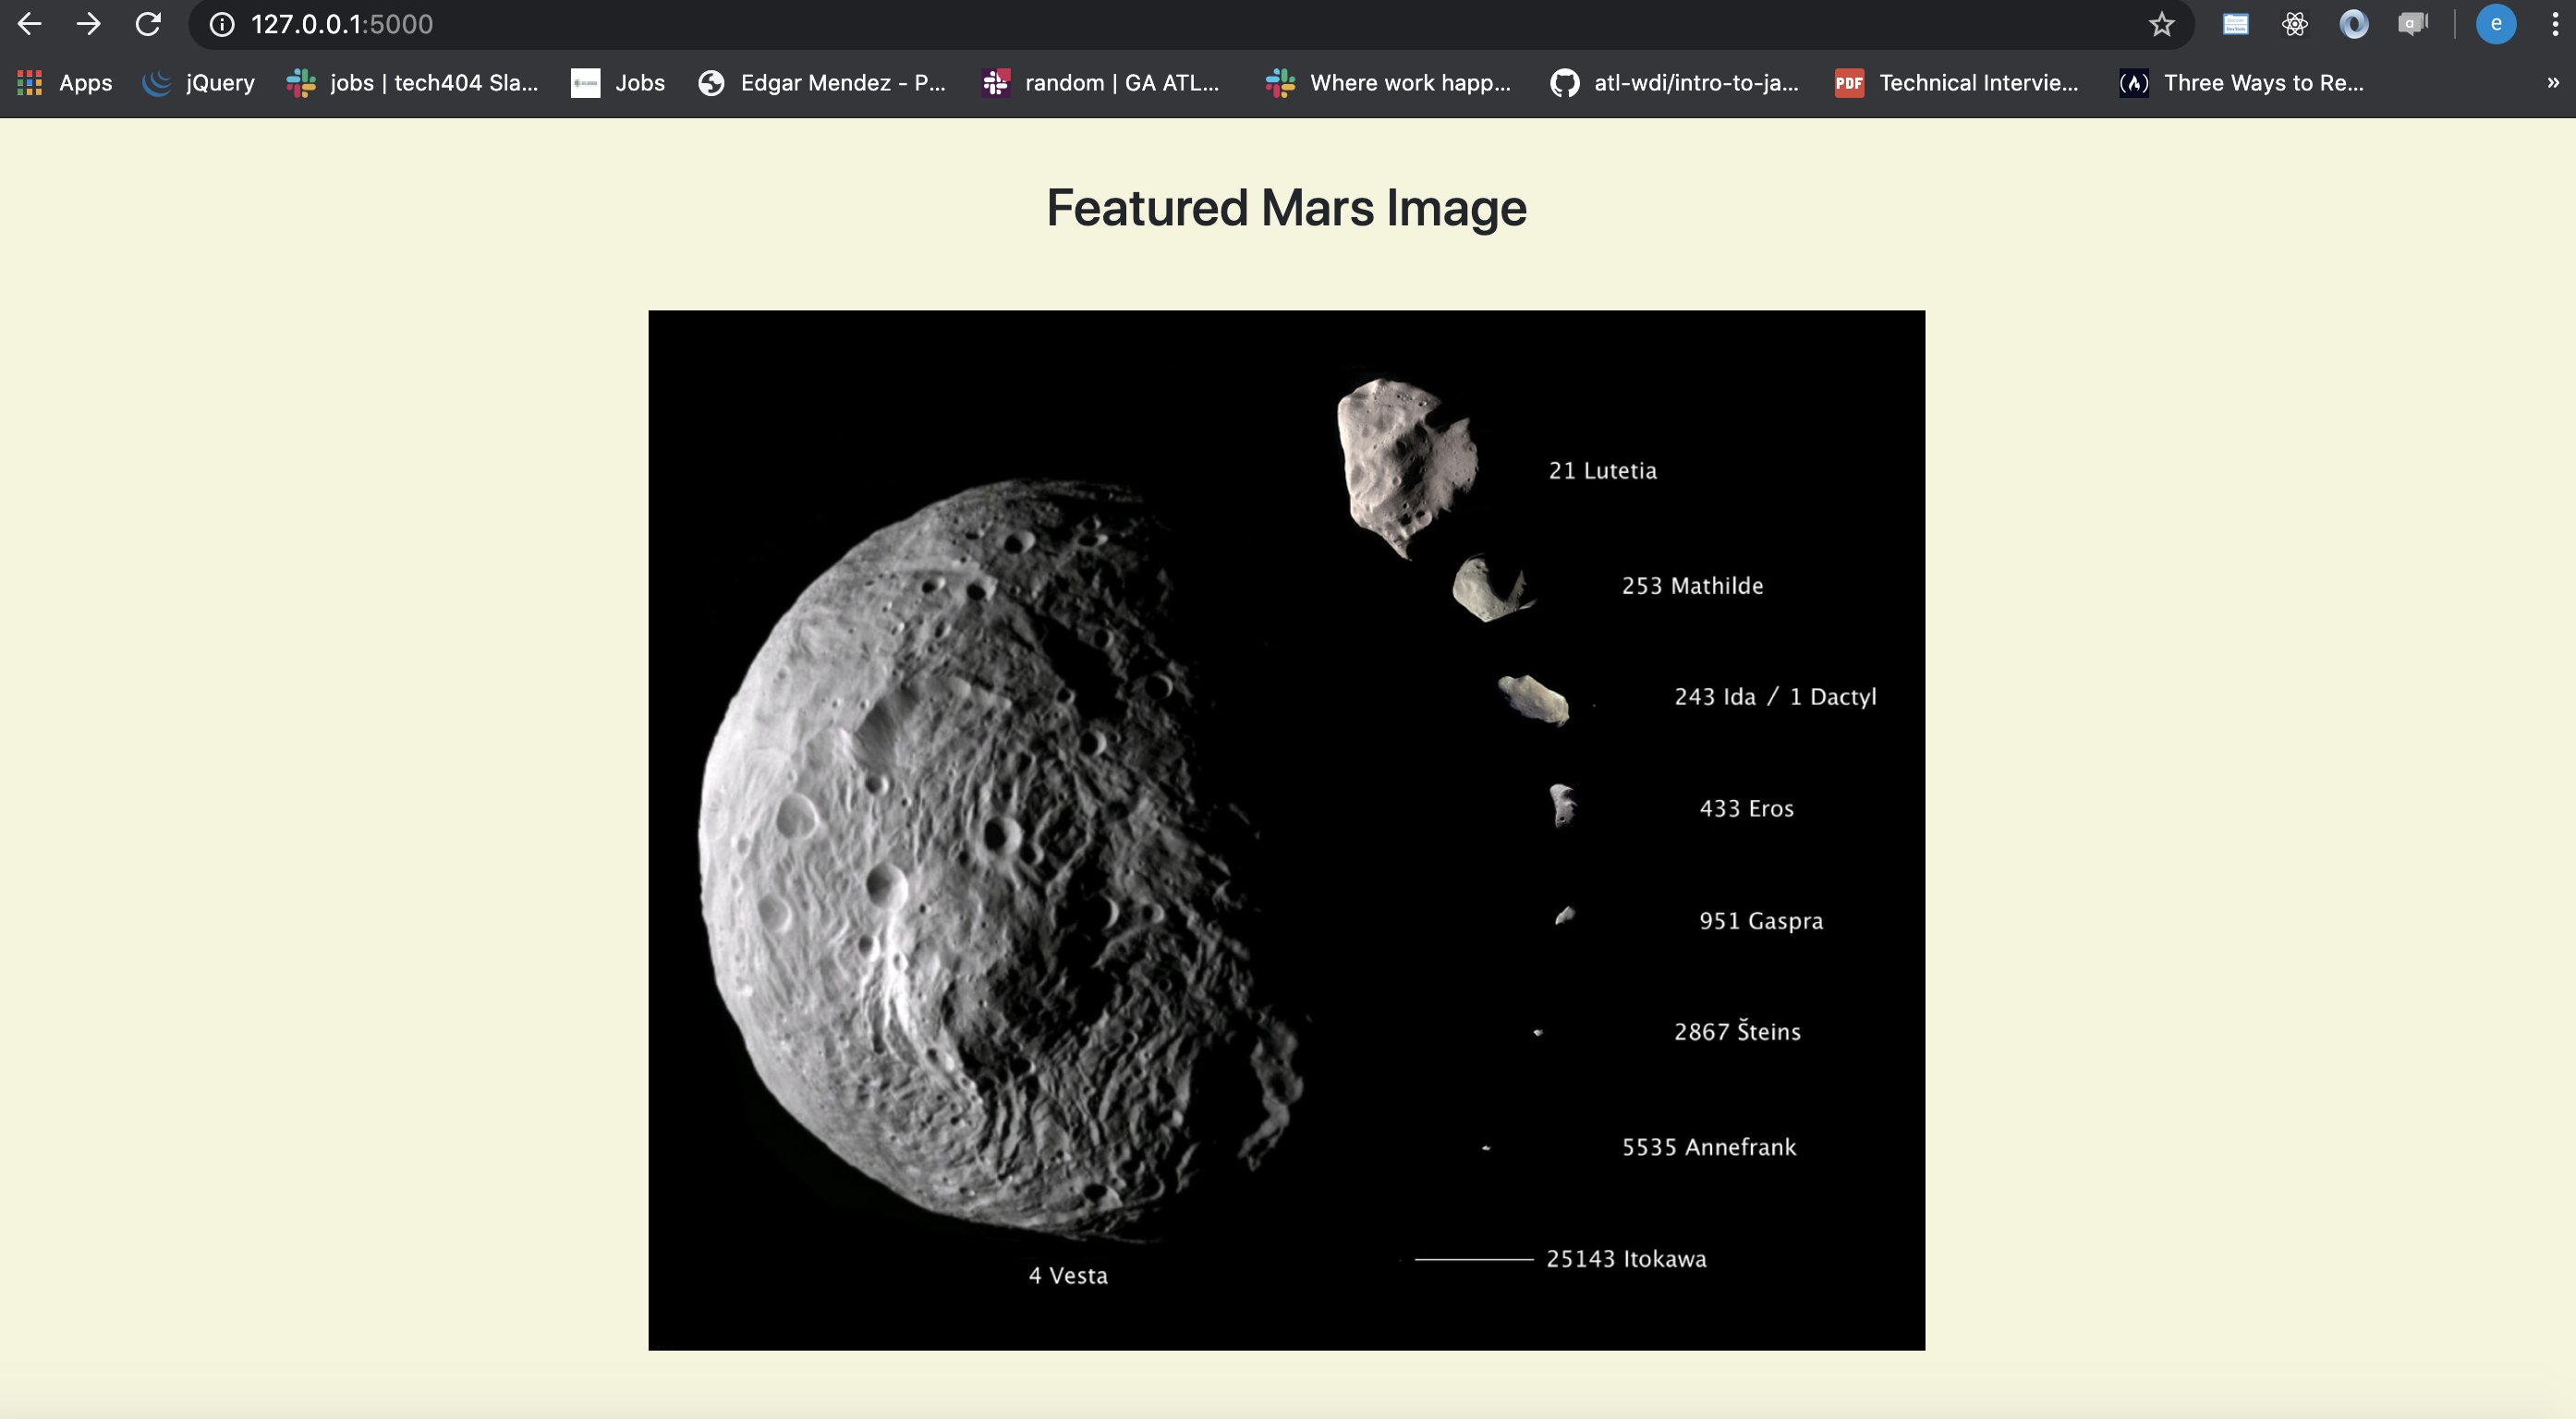 127.0.0.1:5000
e
Apps
jQuery
jobs | tech404 Sla...
Jobs
Edgar Mendez - P...
random | GA ATL...
Where work happ...
atl-wdi/intro-to-ja...
PDF
Technical Intervie...
Three Ways to Re...
»
Featured Mars Image
21 Lutetia
253 Mathilde
243 Ida / 1 Dactyl
433 Eros
951 Gaspra
2867 Šteins
5535 Annefrank
25143 Itokawa
4 Vesta